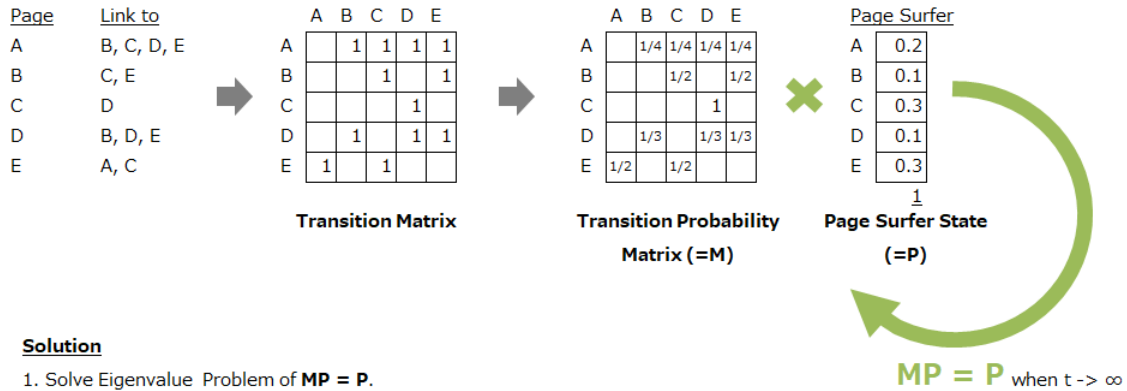 Page Link to A B C D E A B C D E Page Surfer
A B, C, D, E A 1 1 1 1 A 1/4 1/4 1/4 1/4 A 0.2
B C, E B 1 1 B 1/2 1/2 B 0.1
C D C 1 C 1 C 0.3
D B, D, E D 1 1 1 D 1/3 1/3 1/3 D 0.1
E A, C E 1 1 E 1/2 1/2 E 0.3
1
Transition Matrix Transition Probability Page Surfer State
Matrix (=M) (=P)
Solution
1. Solve Eigenvalue Problem of MP = P. MP = P when t -> ∞